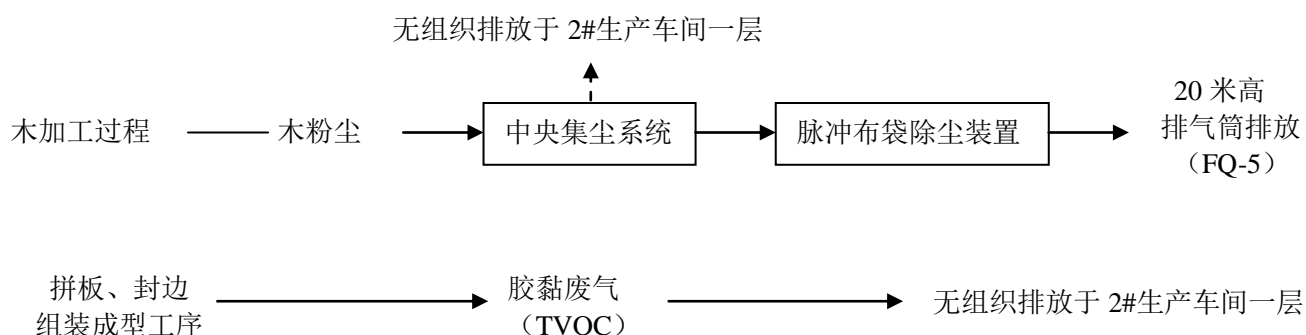 无组织排放于 2#生产车间一层
木加工过程
木粉尘
中央集尘系统
脉冲布袋除尘装置
20 米高
排气筒排放
（FQ-5）
拼板、封边
组装成型工序
胶黏废气
（TVOC）
无组织排放于 2#生产车间一层